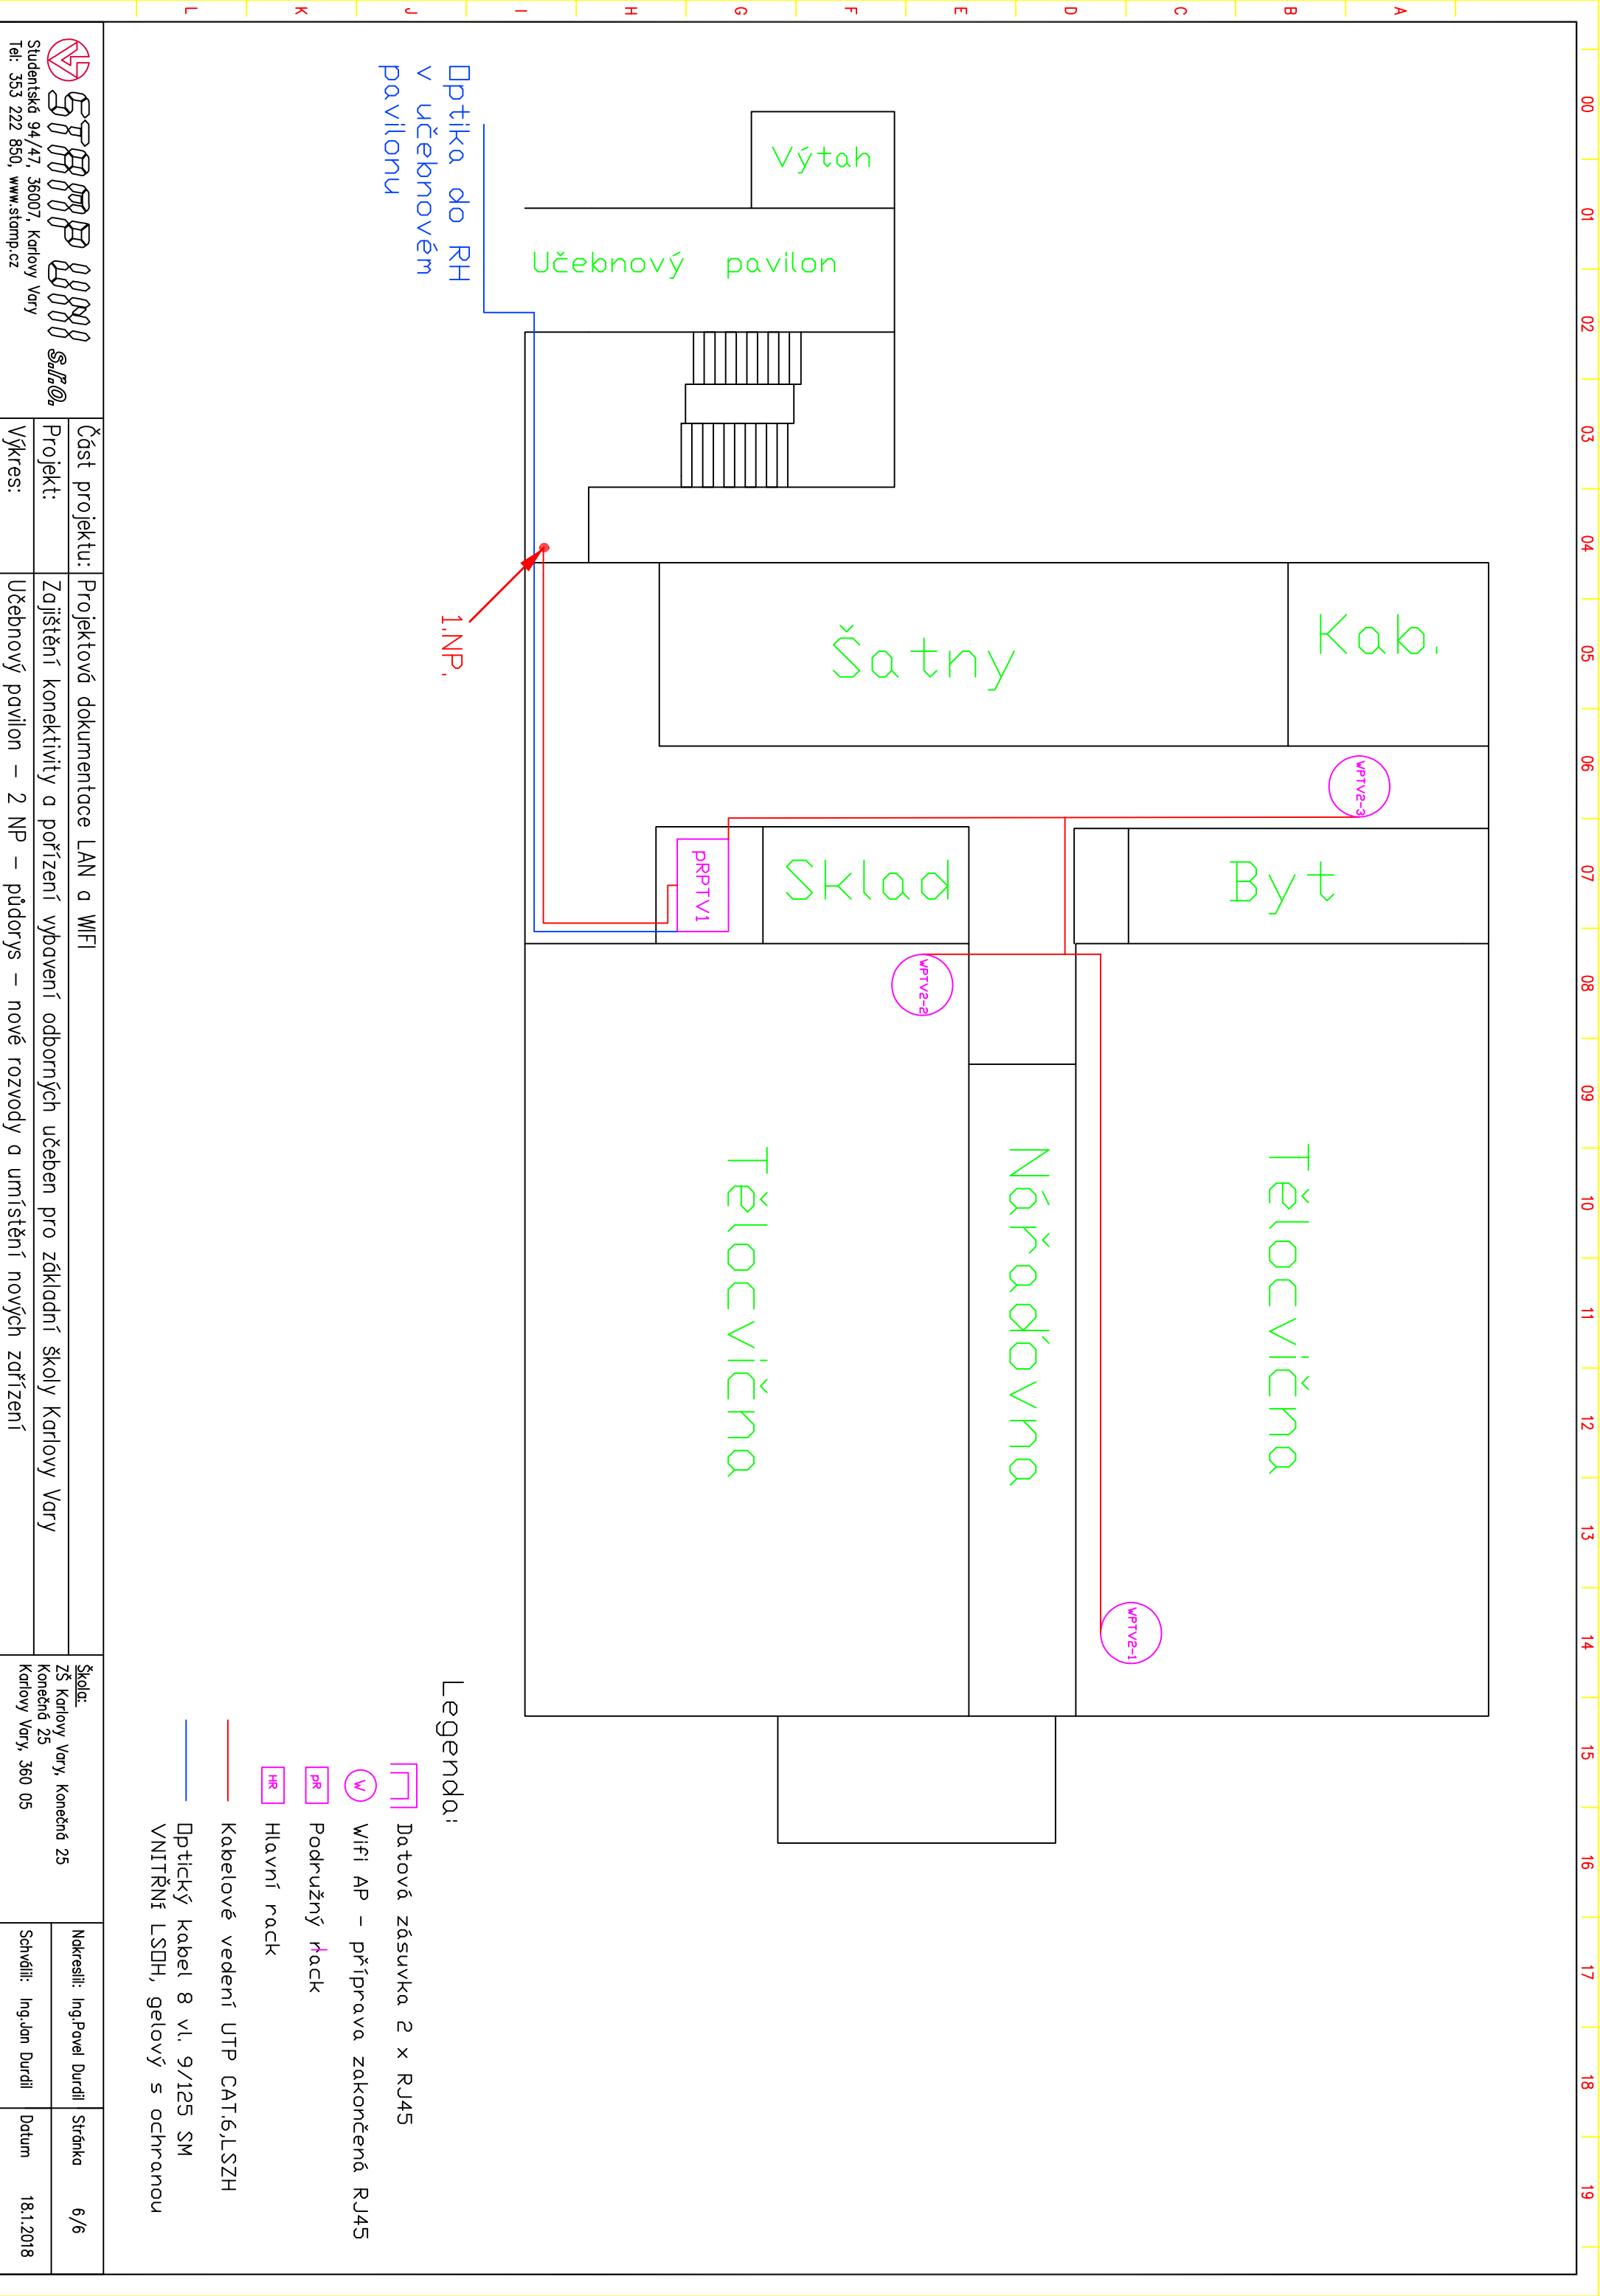 00 01 02 03 04 05 06 07 08 09 10 11 12 13 14 15 16 17 18 19
A
B
C
D
E
F
G
H
I
J
K
L
Kab.
Šatny
Byt
Sklad
Tělocvična
Nářaďovna
Tělocvična
Výtah
Učebnový pavilon
WPTV2-3
WPTV2-2
WPTV2-1
pRPTV1
1.NP.
Optika do RH
v učebnovém
pavilonu
Legenda:
Datová zásuvka 2 x RJ45
W Wifi AP - příprava zakončená RJ45
pR Podružný rack
HR Hlavní rack
Kabelové vedení UTP CAT.6,LSZH
Optický kabel 8 vl. 9/125 SM
VNITŘNÍ LSOH, gelový s ochranou
STAMP UNI s.r.o.
Studentská 94/47, 36007, Karlovy Vary
Tel: 353 222 850, www.stamp.cz
Část projektu: Projektová dokumentace LAN a WIFI
Projekt: Zajištění konektivity a pořízení vybavení odborných učeben pro základní školy Karlovy Vary
Výkres: Učebnový pavilon - 2 NP - půdorys - nové rozvody a umístění nových zařízení
Škola:
ZŠ Karlovy Vary, Konečná 25
Konečná 25
Karlovy Vary, 360 05
Nakreslil: Ing.Pavel Durdil
Stránka 6/6
Schválil: Ing.Jan Durdil
Datum 18.1.2018